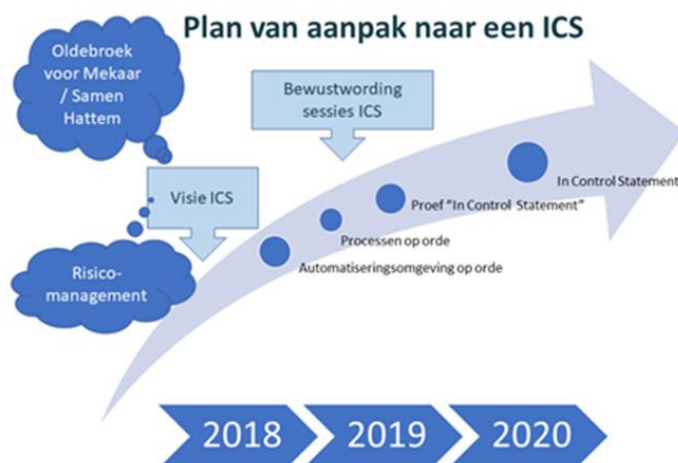 Plan van aanpak naar een ICS
Oldebroek
voor Mekaar
/ Samen
Hattem
Bewustwording
sessies ICS
Visie ICS
In Control Statement
Proef "In Control Statement"
Processen op orde
Automatiseringsomgeving op orde
Risico-
management
2018
2019
2020